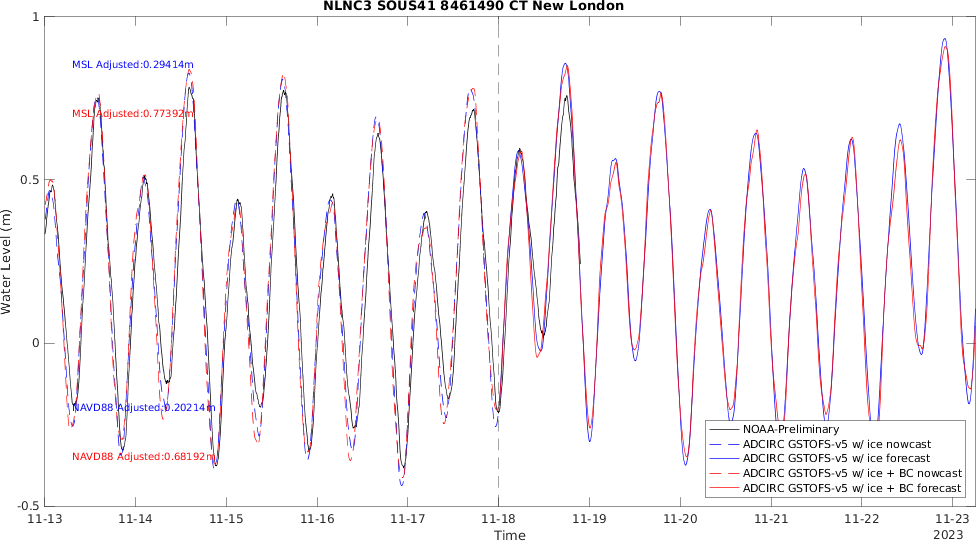 NLNC3 SOUS41 8461490 CT New London
1
MSL Adjusted:0.29414m
MSL Adjusted:0.77392m
0.5
Water Level (m)
0
NAVD88 Adjusted:0.20214m
NAVD88 Adjusted:0.68192m
-0.5
NOAA-Preliminary
ADCIRC GSTOFS-v5 w/ ice nowcast
ADCIRC GSTOFS-v5 w/ ice forecast
ADCIRC GSTOFS-v5 w/ ice + BC nowcast
ADCIRC GSTOFS-v5 w/ ice + BC forecast
11-13 11-14 11-15 11-16 11-17 11-18 11-19 11-20 11-21 11-22 11-23
Time 2023